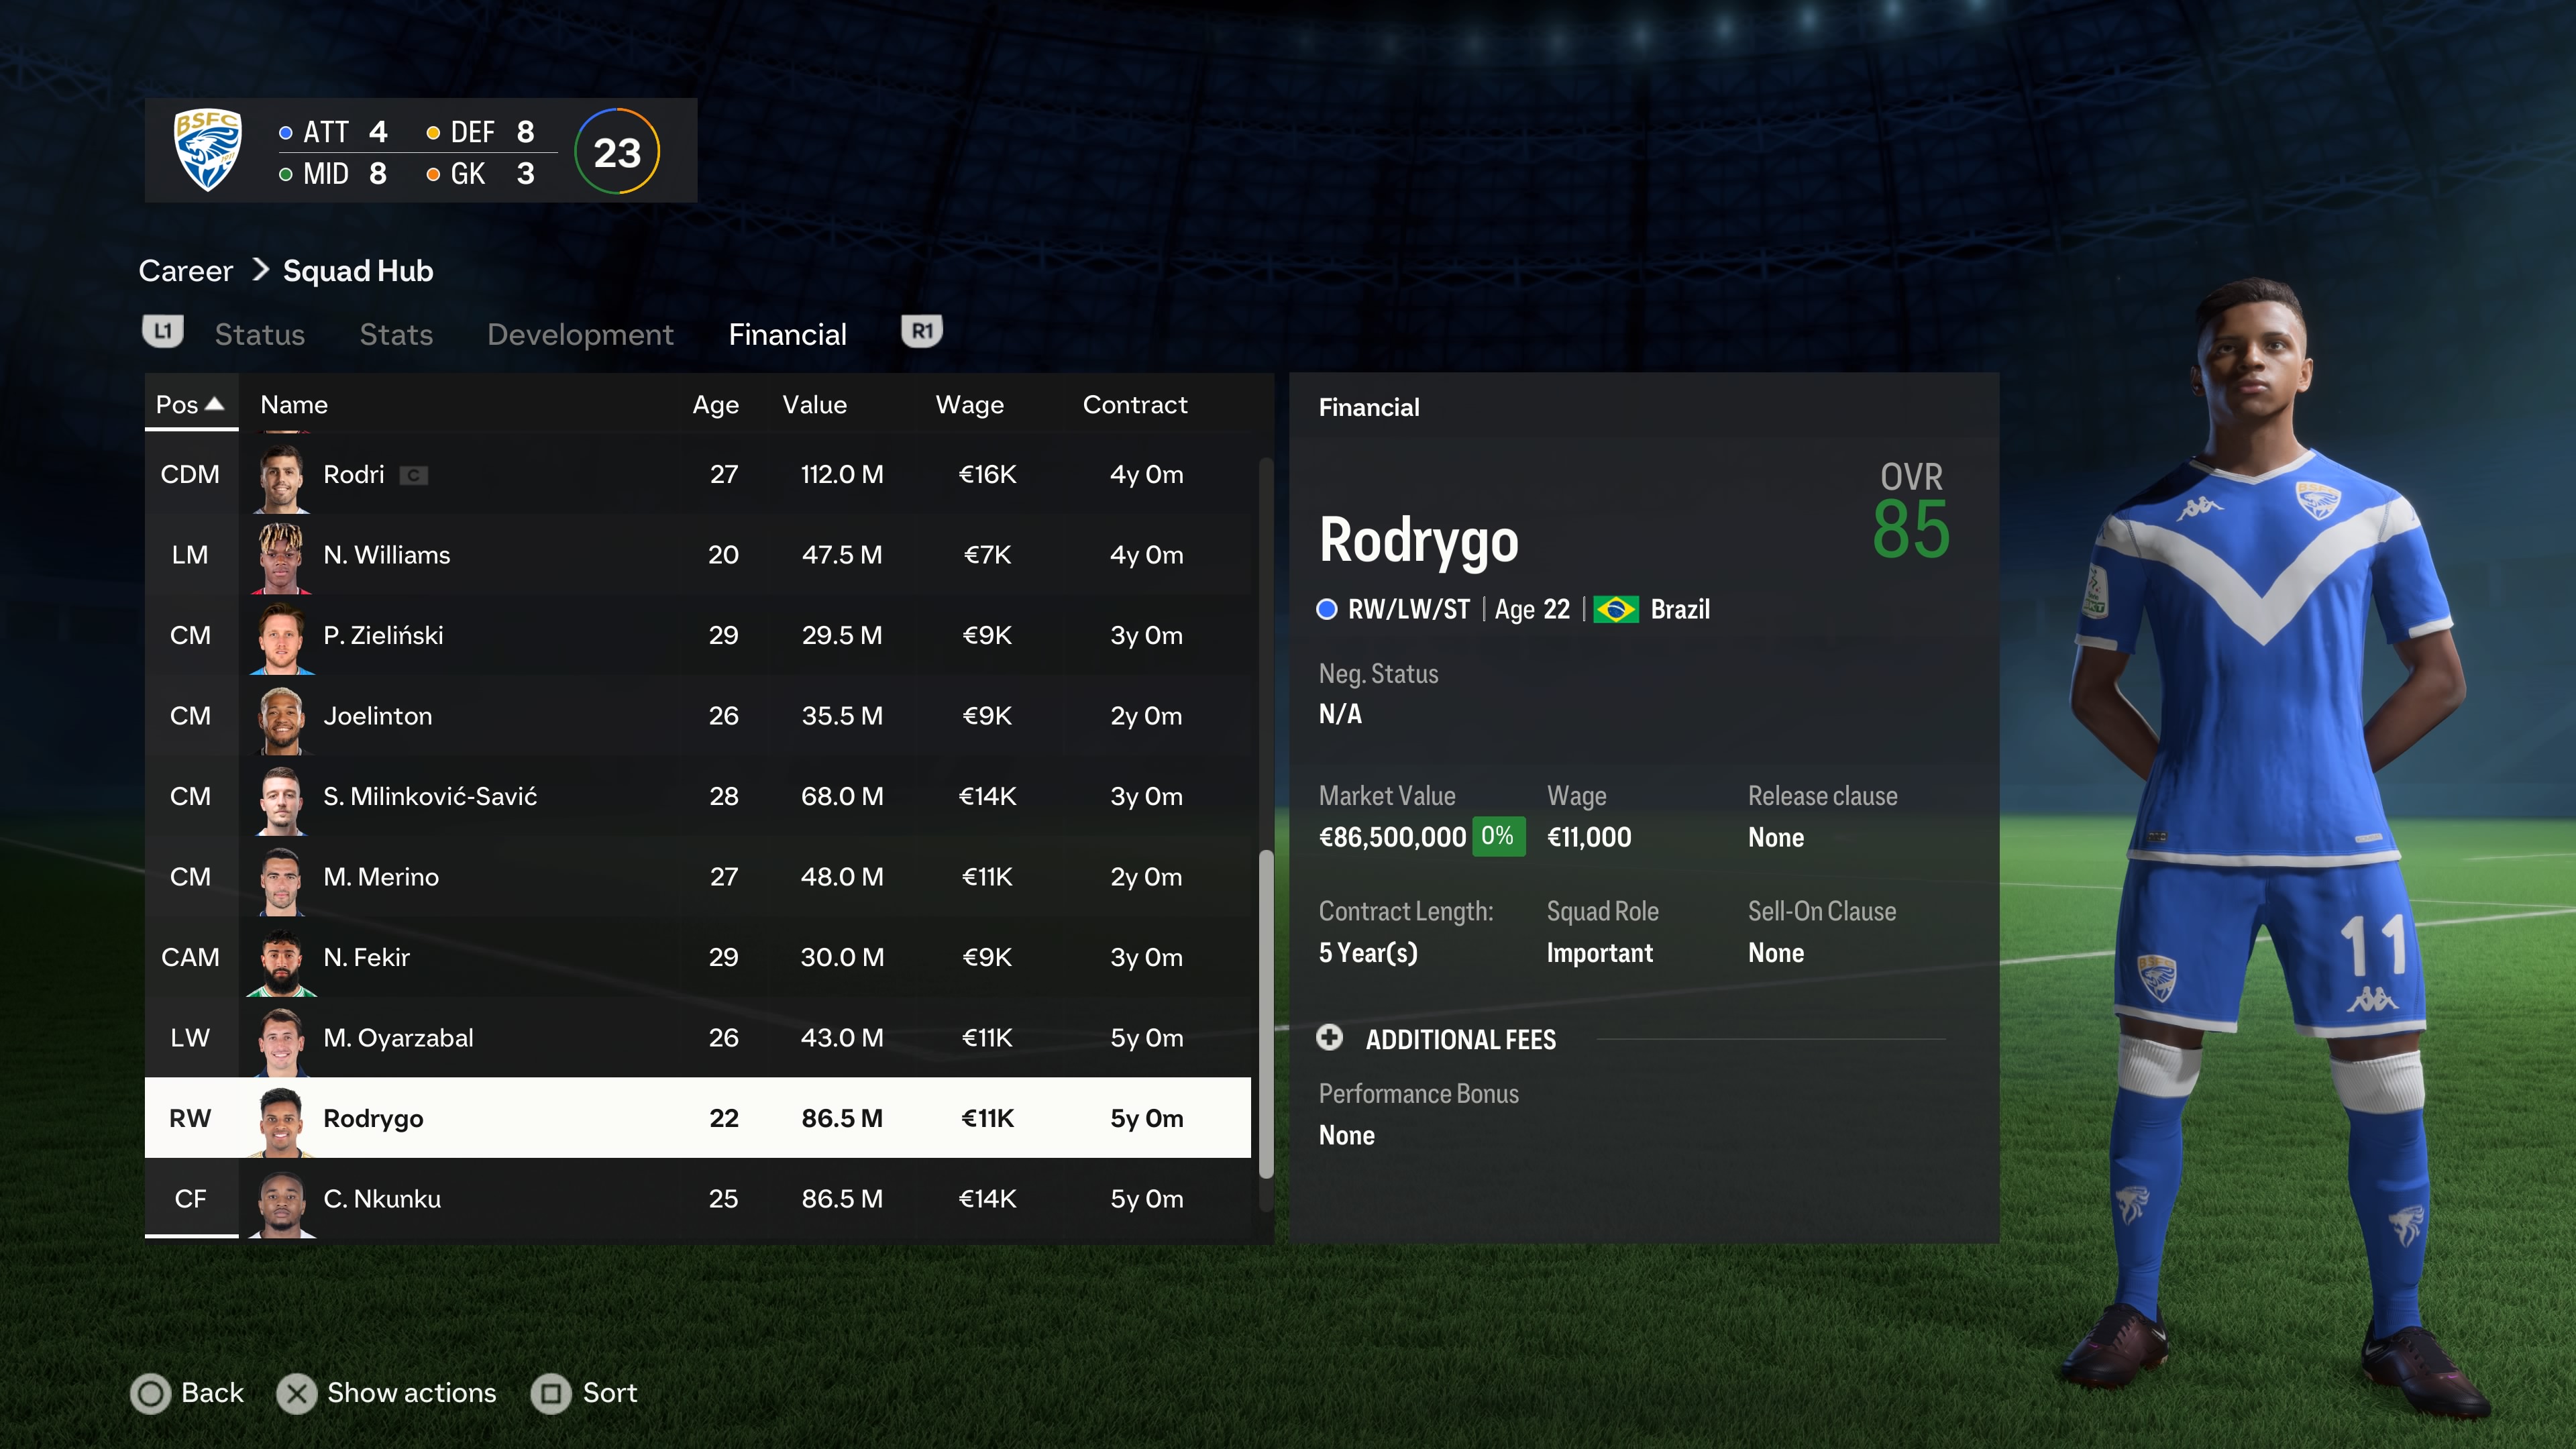 BSFC
ATT 4 DEF 8
MID 8 GK 3
23
Career > Squad Hub
L1 Status Stats Development Financial R1
Pos Name Age Value Wage Contract
CDM Rodri C 27 112.0 M €16K 4y 0m
LM N. Williams 20 47.5 M €7K 4y 0m
CM P. Zieliński 29 29.5 M €9K 3y 0m
CM Joelinton 26 35.5 M €9K 2y 0m
CM S. Milinković-Savić 28 68.0 M €14K 3y 0m
CM M. Merino 27 48.0 M €11K 2y 0m
CAM N. Fekir 29 30.0 M €9K 3y 0m
LW M. Oyarzabal 26 43.0 M €11K 5y 0m
RW Rodrygo 22 86.5 M €11K 5y 0m
CF C. Nkunku 25 86.5 M €14K 5y 0m
Financial
OVR
85
Rodrygo
RW/LW/ST | Age 22 | Brazil
Neg. Status
N/A
Market Value Wage Release clause
€86,500,000 0% €11,000 None
Contract Length: Squad Role Sell-On Clause
5 Year(s) Important None
ADDITIONAL FEES
Performance Bonus
None
BSFC
11
BSFC
Back Show actions Sort